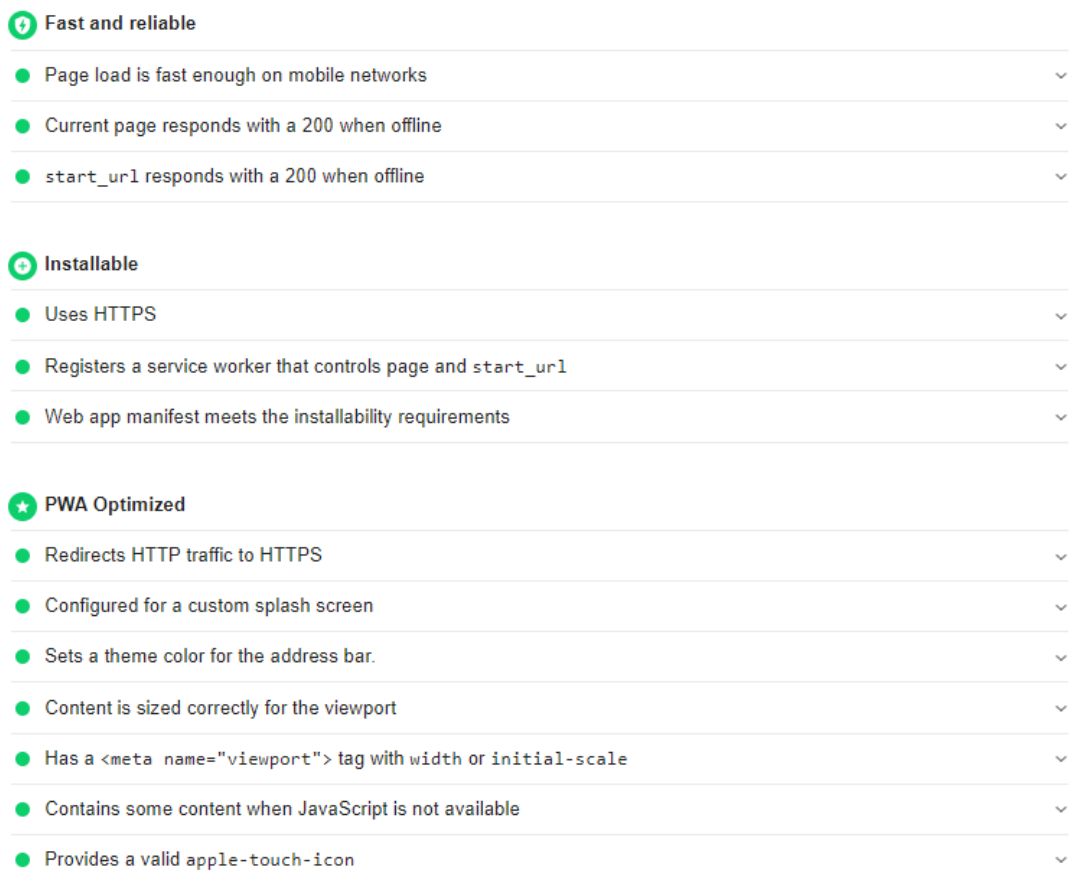 Fast and reliable
Page load is fast enough on mobile networks
Current page responds with a 200 when offline
start_url responds with a 200 when offline
Installable
Uses HTTPS
Registers a service worker that controls page and start_url
Web app manifest meets the installability requirements
PWA Optimized
Redirects HTTP traffic to HTTPS
Configured for a custom splash screen
Sets a theme color for the address bar.
Content is sized correctly for the viewport
Has a <meta name="viewport"> tag with width or initial-scale
Contains some content when JavaScript is not available
Provides a valid apple-touch-icon